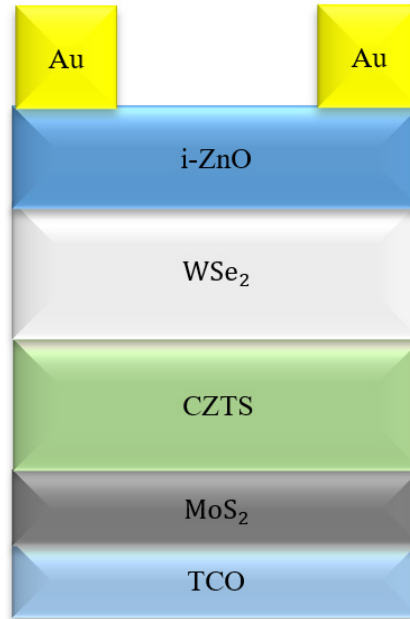 Au Au
i-ZnO
WSe₂
CZTS
MoS₂
TCO